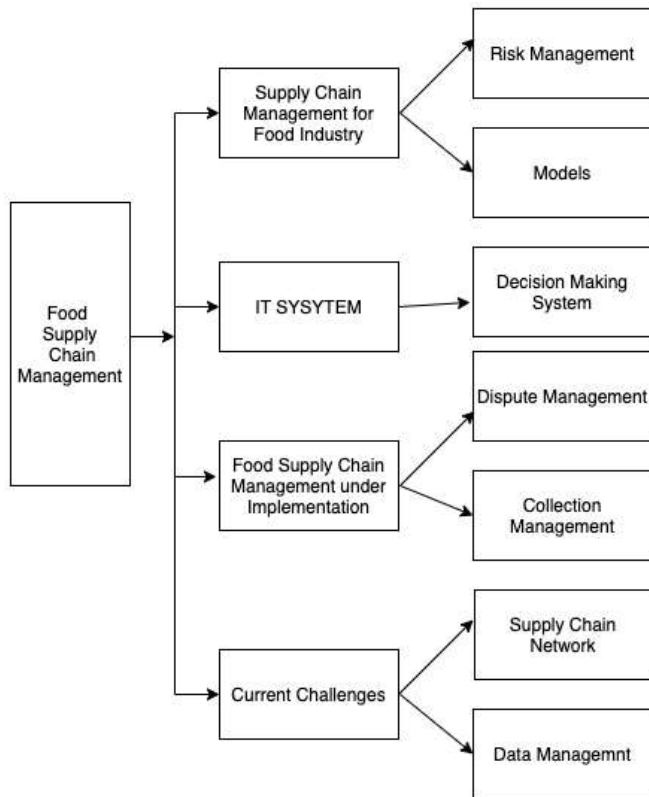 Food
Supply
Chain
Management
Supply Chain
Management for
Food Industry
Risk Management
Models
IT SYSYTEM
Decision Making
System
Food Supply Chain
Management under
Implementation
Dispute Management
Collection
Management
Current Challenges
Supply Chain
Network
Data Managemnt